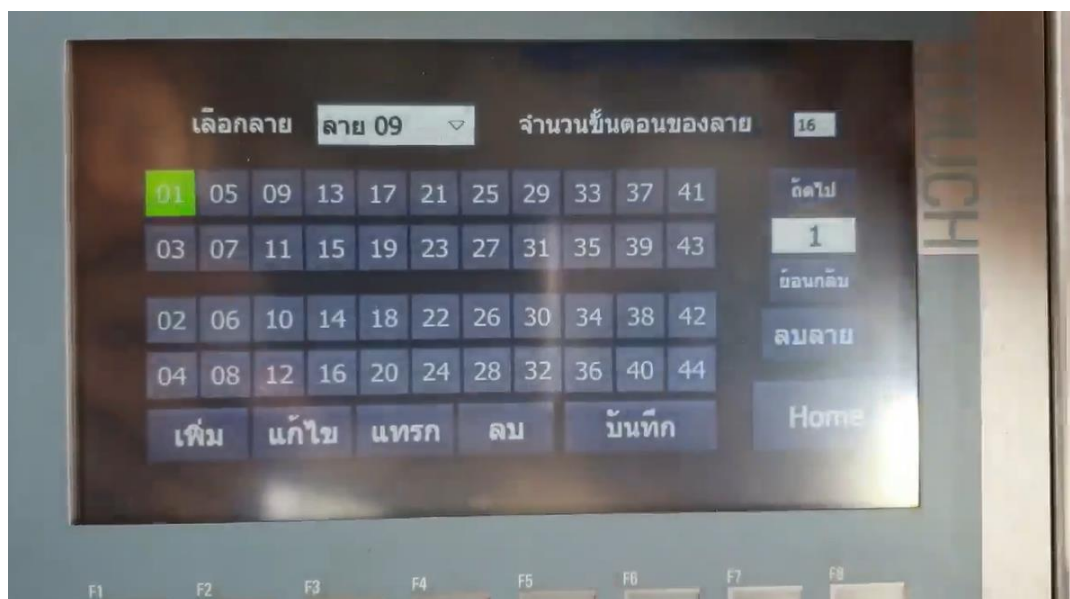 เลือกลาย ลาย 09 จำนวนขั้นตอนของลาย 16
01 05 09 13 17 21 25 29 33 37 41 ถัดไป
1
03 07 11 15 19 23 27 31 35 39 43
ย้อนกลับ
02 06 10 14 18 22 26 30 34 38 42
ลบลาย
04 08 12 16 20 24 28 32 36 40 44
เพิ่ม แก้ไข แทรก ลบ บันทึก Home
F1 F2 F3 F4 F5 F6 F7 F8